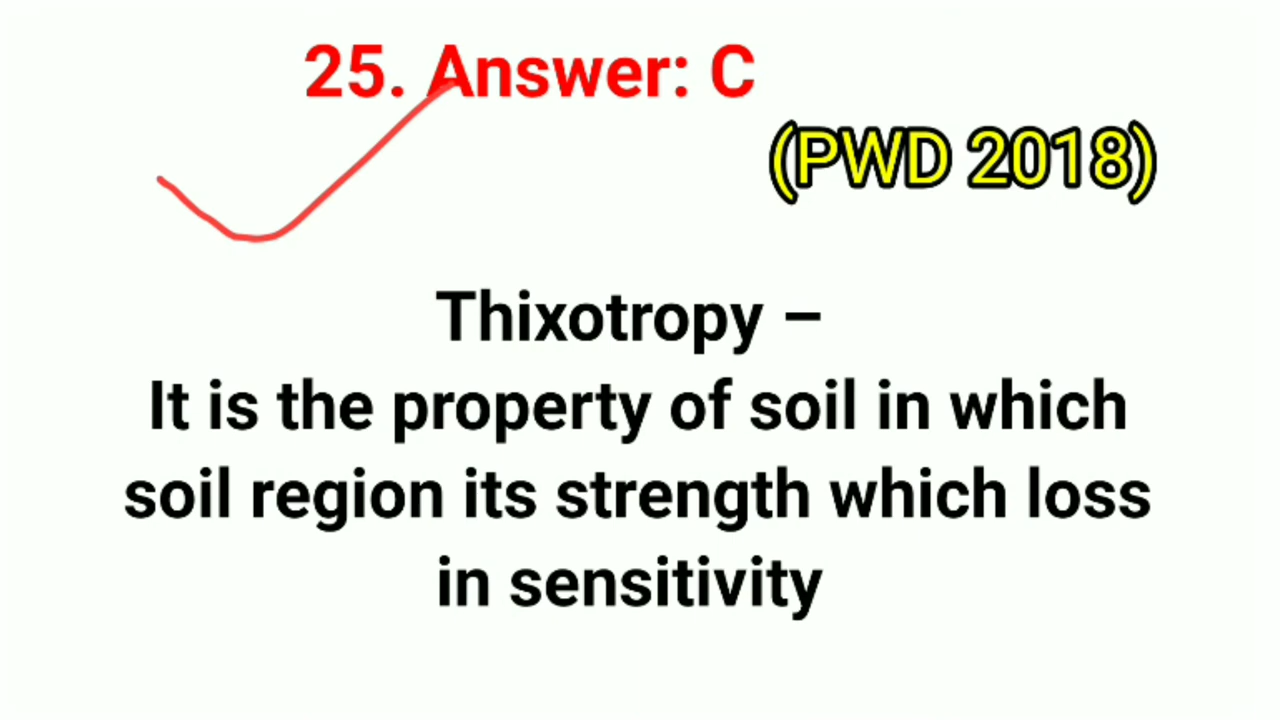 25. Answer: C
(PWD 2018)
Thixotropy –
It is the property of soil in which
soil region its strength which loss
in sensitivity